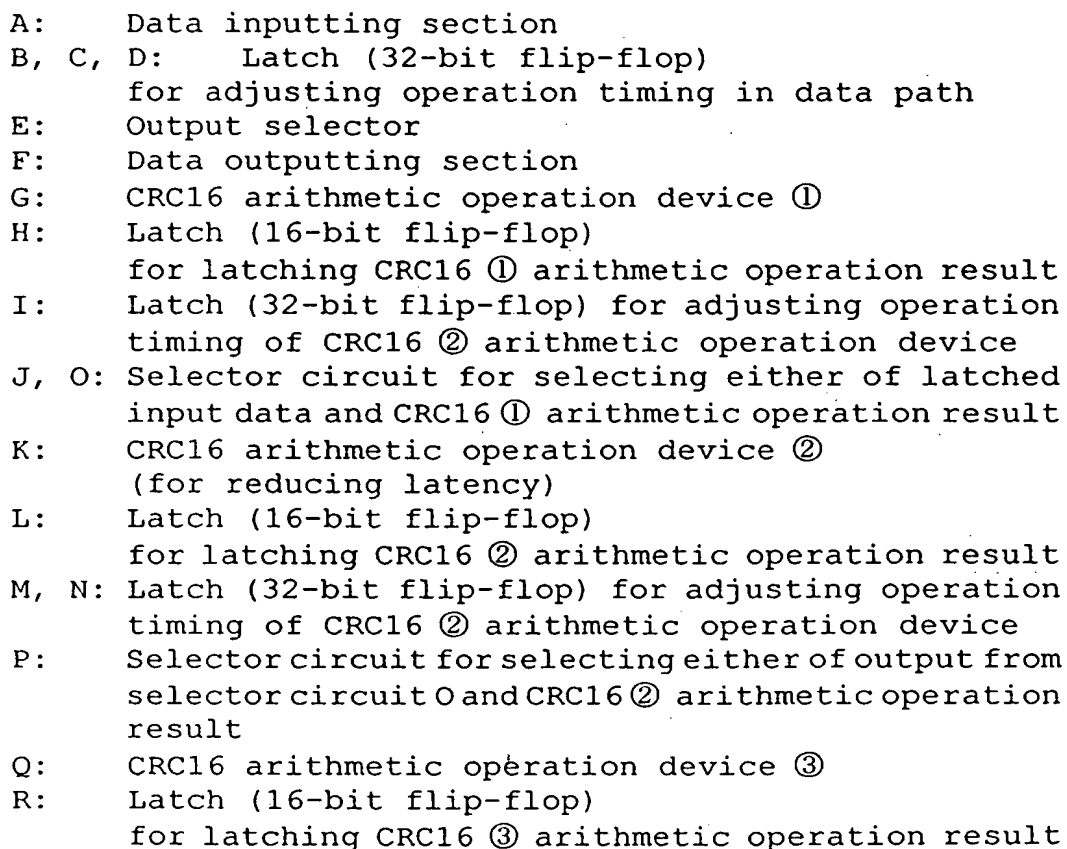 A: Data inputting section
B, C, D: Latch (32-bit flip-flop)
for adjusting operation timing in data path
E: Output selector
F: Data outputting section
G: CRC16 arithmetic operation device ①
H: Latch (16-bit flip-flop)
for latching CRC16 ① arithmetic operation result
I: Latch (32-bit flip-flop) for adjusting operation
timing of CRC16 ② arithmetic operation device
J, O: Selector circuit for selecting either of latched
input data and CRC16 ① arithmetic operation result
K: CRC16 arithmetic operation device ②
(for reducing latency)
L: Latch (16-bit flip-flop)
for latching CRC16 ② arithmetic operation result
M, N: Latch (32-bit flip-flop) for adjusting operation
timing of CRC16 ② arithmetic operation device
P: Selector circuit for selecting either of output from
selector circuit O and CRC16 ② arithmetic operation
result
Q: CRC16 arithmetic operation device ③
R: Latch (16-bit flip-flop)
for latching CRC16 ③ arithmetic operation result